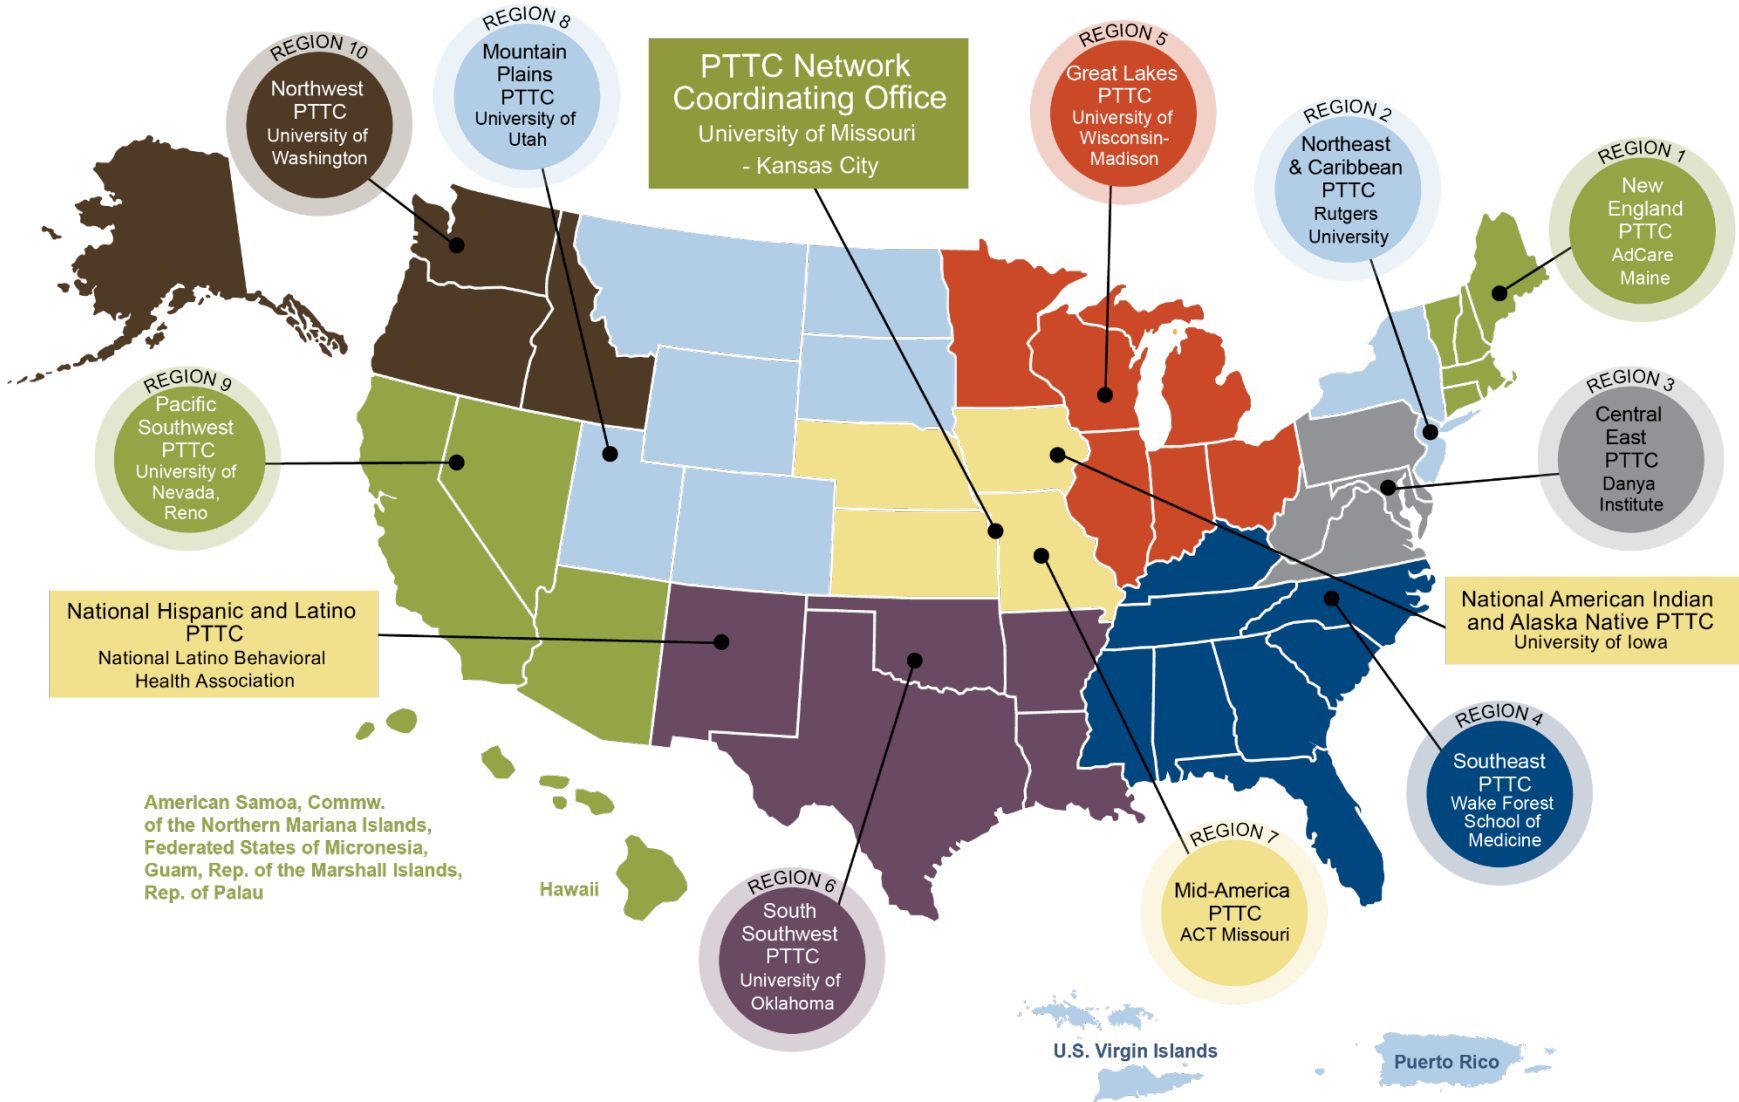 REGION 10
Northwest
PTTC
University of
Washington
REGION 8
Mountain
Plains
PTTC
University of
Utah
PTTC Network
Coordinating Office
University of Missouri
- Kansas City
REGION 5
Great Lakes
PTTC
University of
Wisconsin-
Madison
REGION 2
Northeast
& Caribbean
PTTC
Rutgers
University
REGION 1
New
England
PTTC
AdCare
Maine
REGION 9
Pacific
Southwest
PTTC
University of
Nevada,
Reno
REGION 3
Central
East
PTTC
Danya
Institute
National Hispanic and Latino
PTTC
National Latino Behavioral
Health Association
National American Indian
and Alaska Native PTTC
University of Iowa
REGION 4
Southeast
PTTC
Wake Forest
School of
Medicine
American Samoa, Commw.
of the Northern Mariana Islands,
Federated States of Micronesia,
Guam, Rep. of the Marshall Islands,
Rep. of Palau
Hawaii
REGION 6
South
Southwest
PTTC
University of
Oklahoma
REGION 7
Mid-America
PTTC
ACT Missouri
U.S. Virgin Islands
Puerto Rico